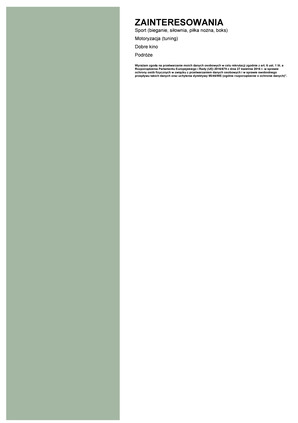 ZAINTERESOWANIA
Sport (bieganie, siłownia, piłka nożna, boks)
Motoryzacja (tuning)
Dobre kino
Podróże
Wyrażam zgodę na przetwarzanie moich danych osobowych w celu rekrutacji zgodnie z art. 6 ust. 1 lit. a
Rozporządzenia Parlamentu Europejskiego i Rady (UE) 2016/679 z dnia 27 kwietnia 2016 r. w sprawie
ochrony osób fizycznych w związku z przetwarzaniem danych osobowych i w sprawie swobodnego
przepływu takich danych oraz uchylenia dyrektywy 95/46/WE (ogólne rozporządzenie o ochronie danych)"